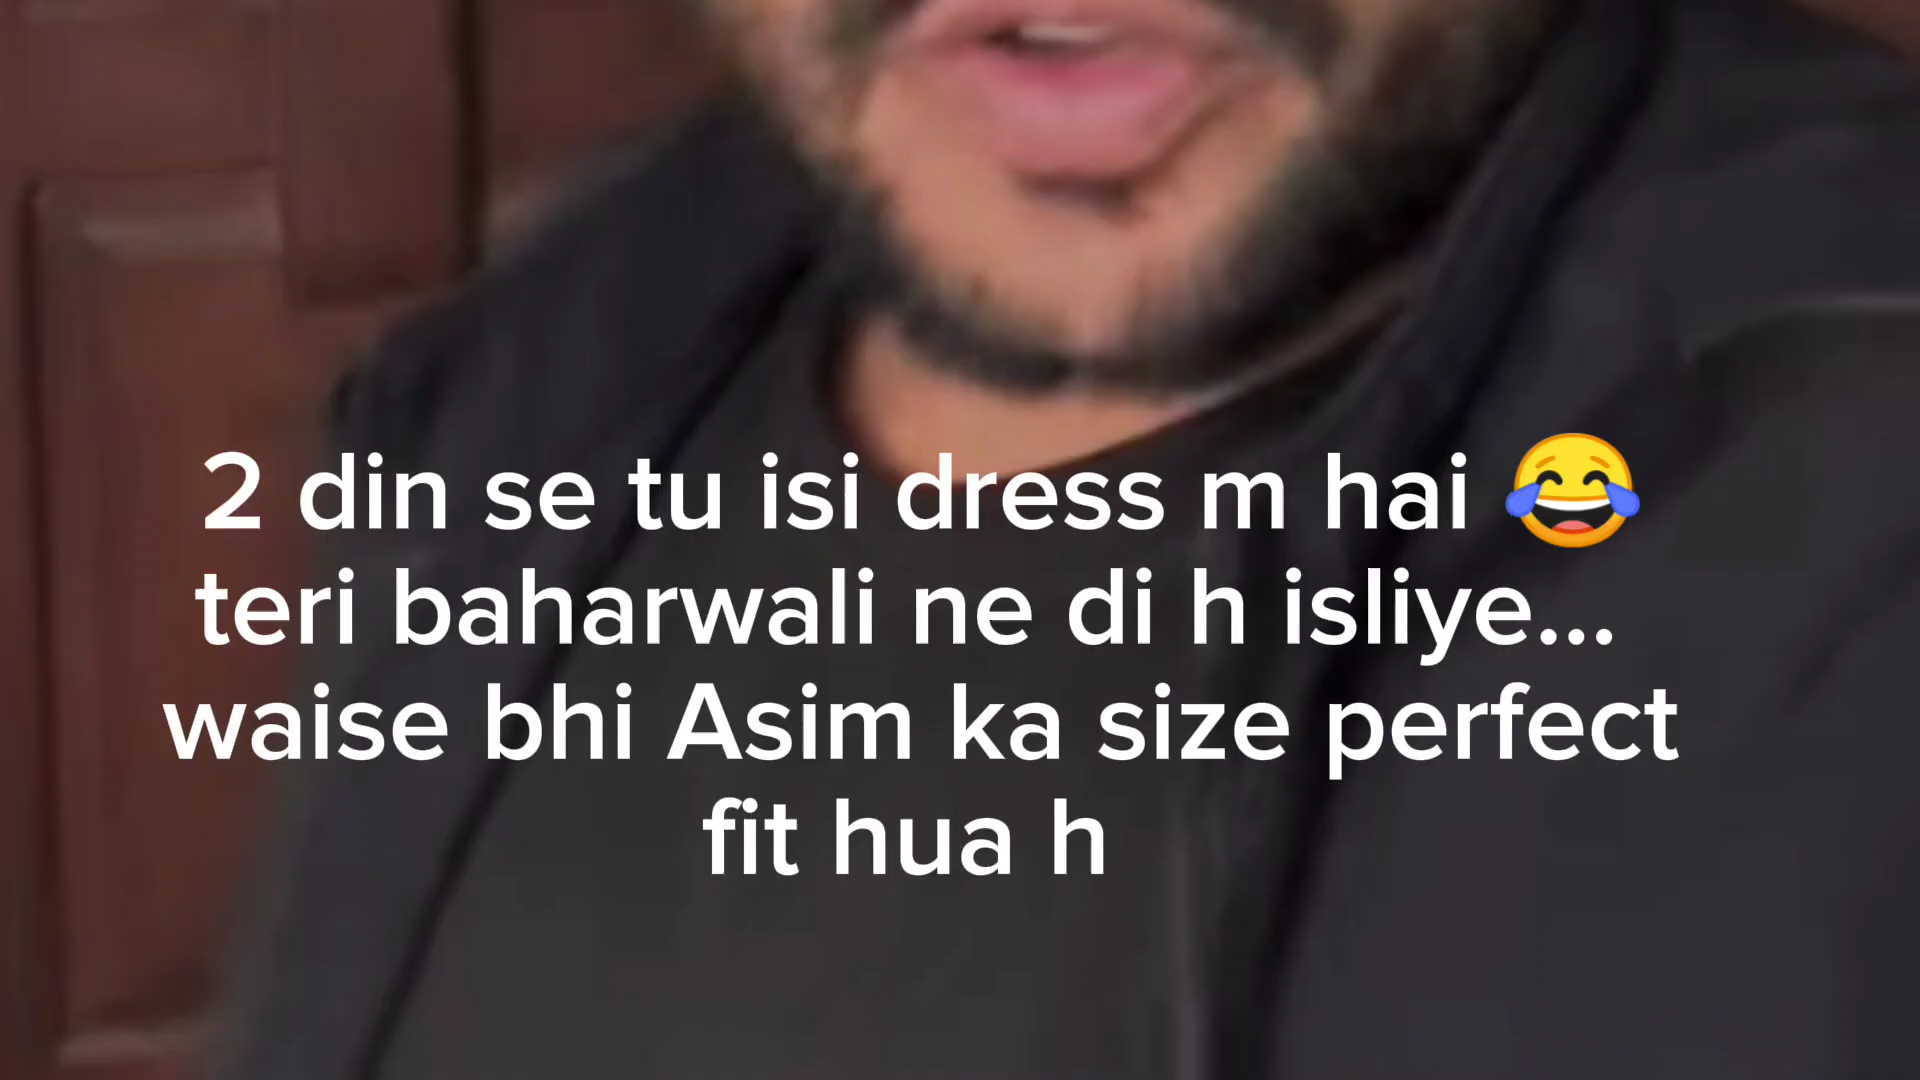 2 din se tu isi dress m hai 😂
teri baharwali ne di h isliye...
waise bhi Asim ka size perfect
fit hua h